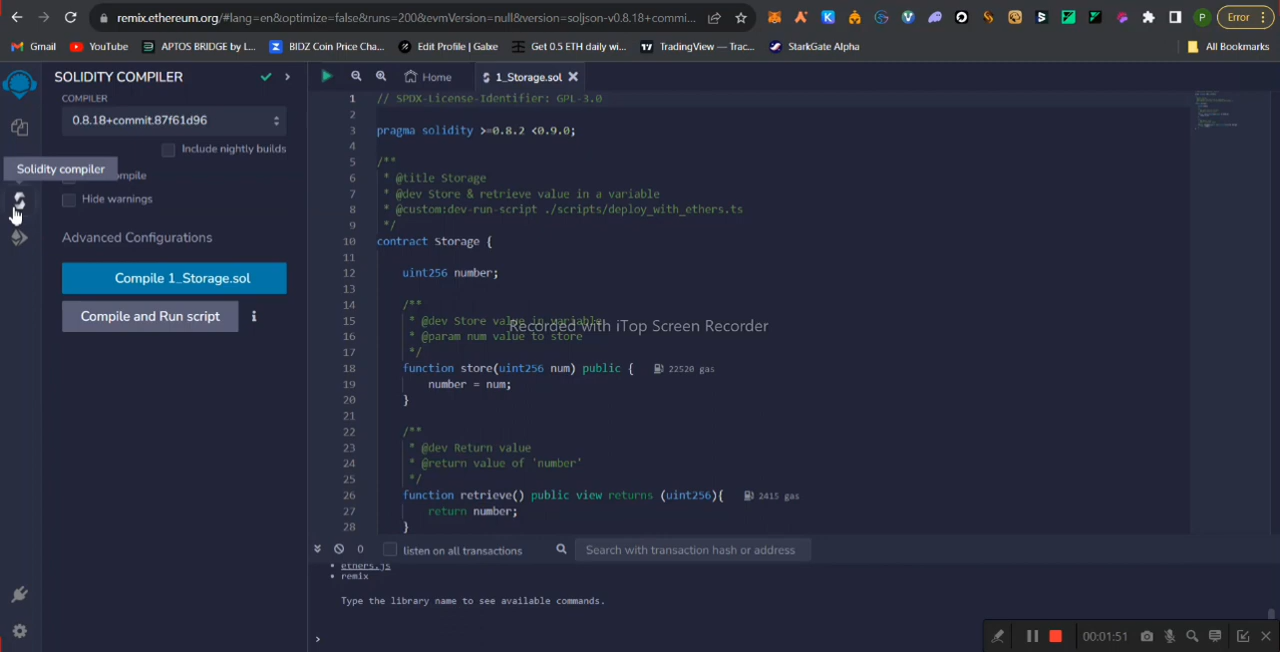 remix.ethereum.org/#lang=en&optimize=false&runs=200&evmVersion=null&version=soljson-v0.8.18+commi...
P
Error
Gmail
YouTube
APTOS BRIDGE by L...
BIDZ Coin Price Cha...
Edit Profile | Galxe
Get 0.5 ETH daily wi...
TradingView — Trac...
StarkGate Alpha
All Bookmarks
SOLIDITY COMPILER
COMPILER
0.8.18+commit.87f61d96
Include nightly builds
Solidity compiler
mpile
Hide warnings
Advanced Configurations
Compile 1_Storage.sol
Compile and Run script
Home
1_Storage.sol
1 // SPDX-License-Identifier: GPL-3.0
2
3 pragma solidity >=0.8.2 <0.9.0;
4
5 /**
6 * @title Storage
7 * @dev Store & retrieve value in a variable
8 * @custom:dev-run-script ./scripts/deploy_with_ethers.ts
9 */
10 contract Storage {
11
12 uint256 number;
13
14 /**
15 * @dev Store value in variable
16 * @param num value to store
17 */
18 function store(uint256 num) public { 22520 gas
19 number = num;
20 }
21
22 /**
23 * @dev Return value
24 * @return value of 'number'
25 */
26 function retrieve() public view returns (uint256){ 2415 gas
27 return number;
28 }
Recorded with iTop Screen Recorder
0
listen on all transactions
Search with transaction hash or address
• ethers.js
• remix
Type the library name to see available commands.
>
00:01:51